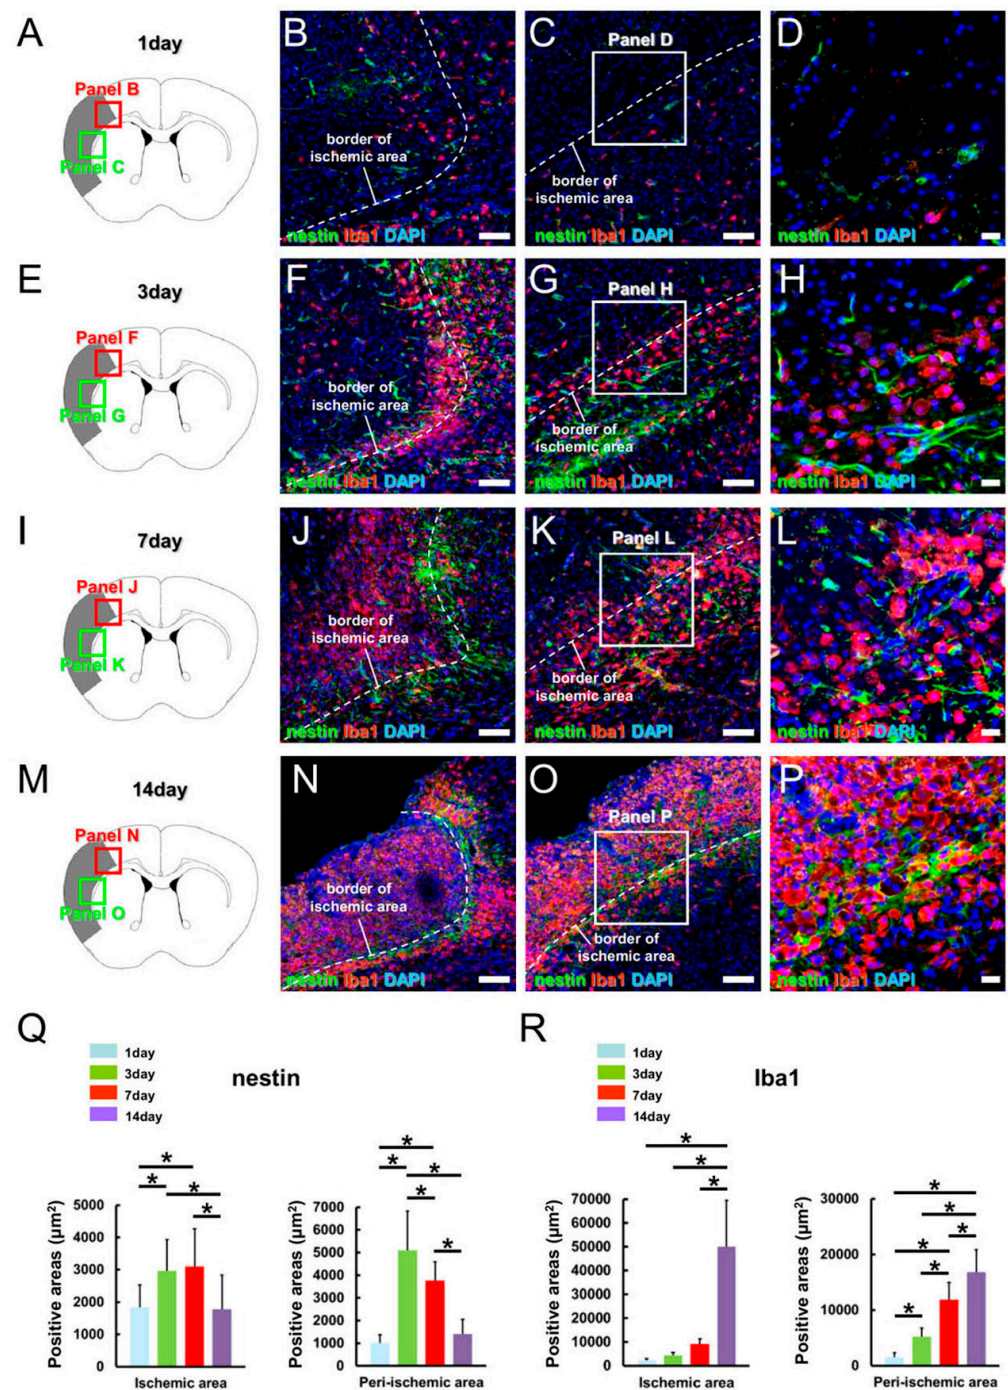 A
1day
Panel B
Panel C
B
border of
ischemic area
nestin Iba1 DAPI
C
Panel D
border of
ischemic area
nestin Iba1 DAPI
D
nestin Iba1 DAPI
E
3day
Panel F
Panel G
F
border of
ischemic area
nestin Iba1 DAPI
G
Panel H
border of
ischemic area
nestin Iba1 DAPI
H
nestin Iba1 DAPI
I
7day
Panel J
Panel K
J
border of
ischemic area
nestin Iba1 DAPI
K
Panel L
border of
ischemic area
nestin Iba1 DAPI
L
nestin Iba1 DAPI
M
14day
Panel N
Panel O
N
border of
ischemic area
nestin Iba1 DAPI
O
Panel P
border of
ischemic area
nestin Iba1 DAPI
P
nestin Iba1 DAPI
Q
1day
3day
7day
14day
nestin
Positive areas (μm²)
5000
4000
3000
2000
1000
0
* * * *
Ischemic area
Positive areas (μm²)
7000
6000
5000
4000
3000
2000
1000
0
* * * * *
Peri-ischemic area
R
1day
3day
7day
14day
Iba1
Positive areas (μm²)
70000
60000
50000
40000
30000
20000
10000
0
* * *
Ischemic area
Positive areas (μm²)
30000
20000
10000
0
* * * * * *
Peri-ischemic area